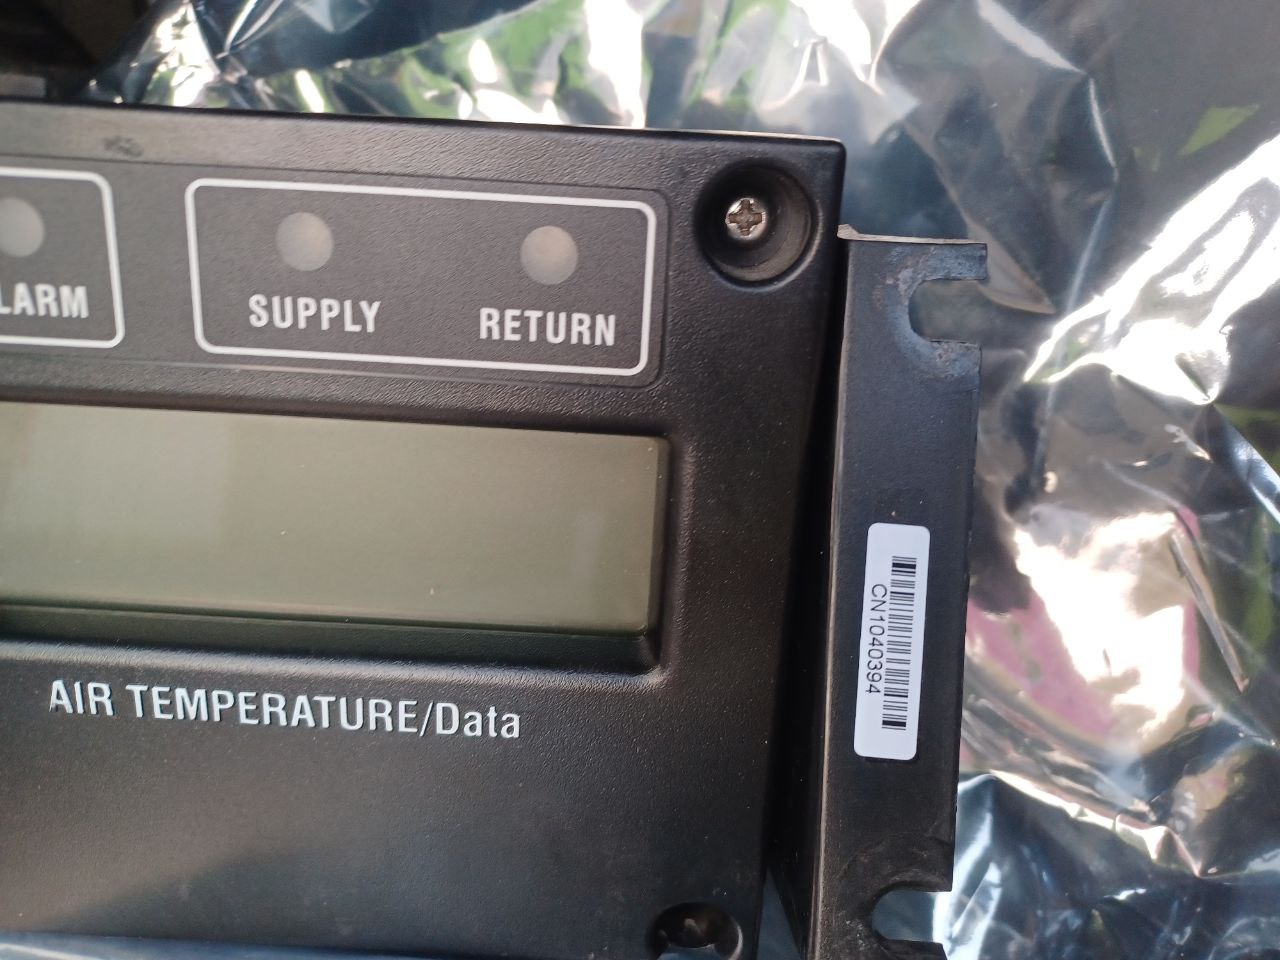 LARM
SUPPLY
RETURN
AIR TEMPERATURE/Data
CN1040394